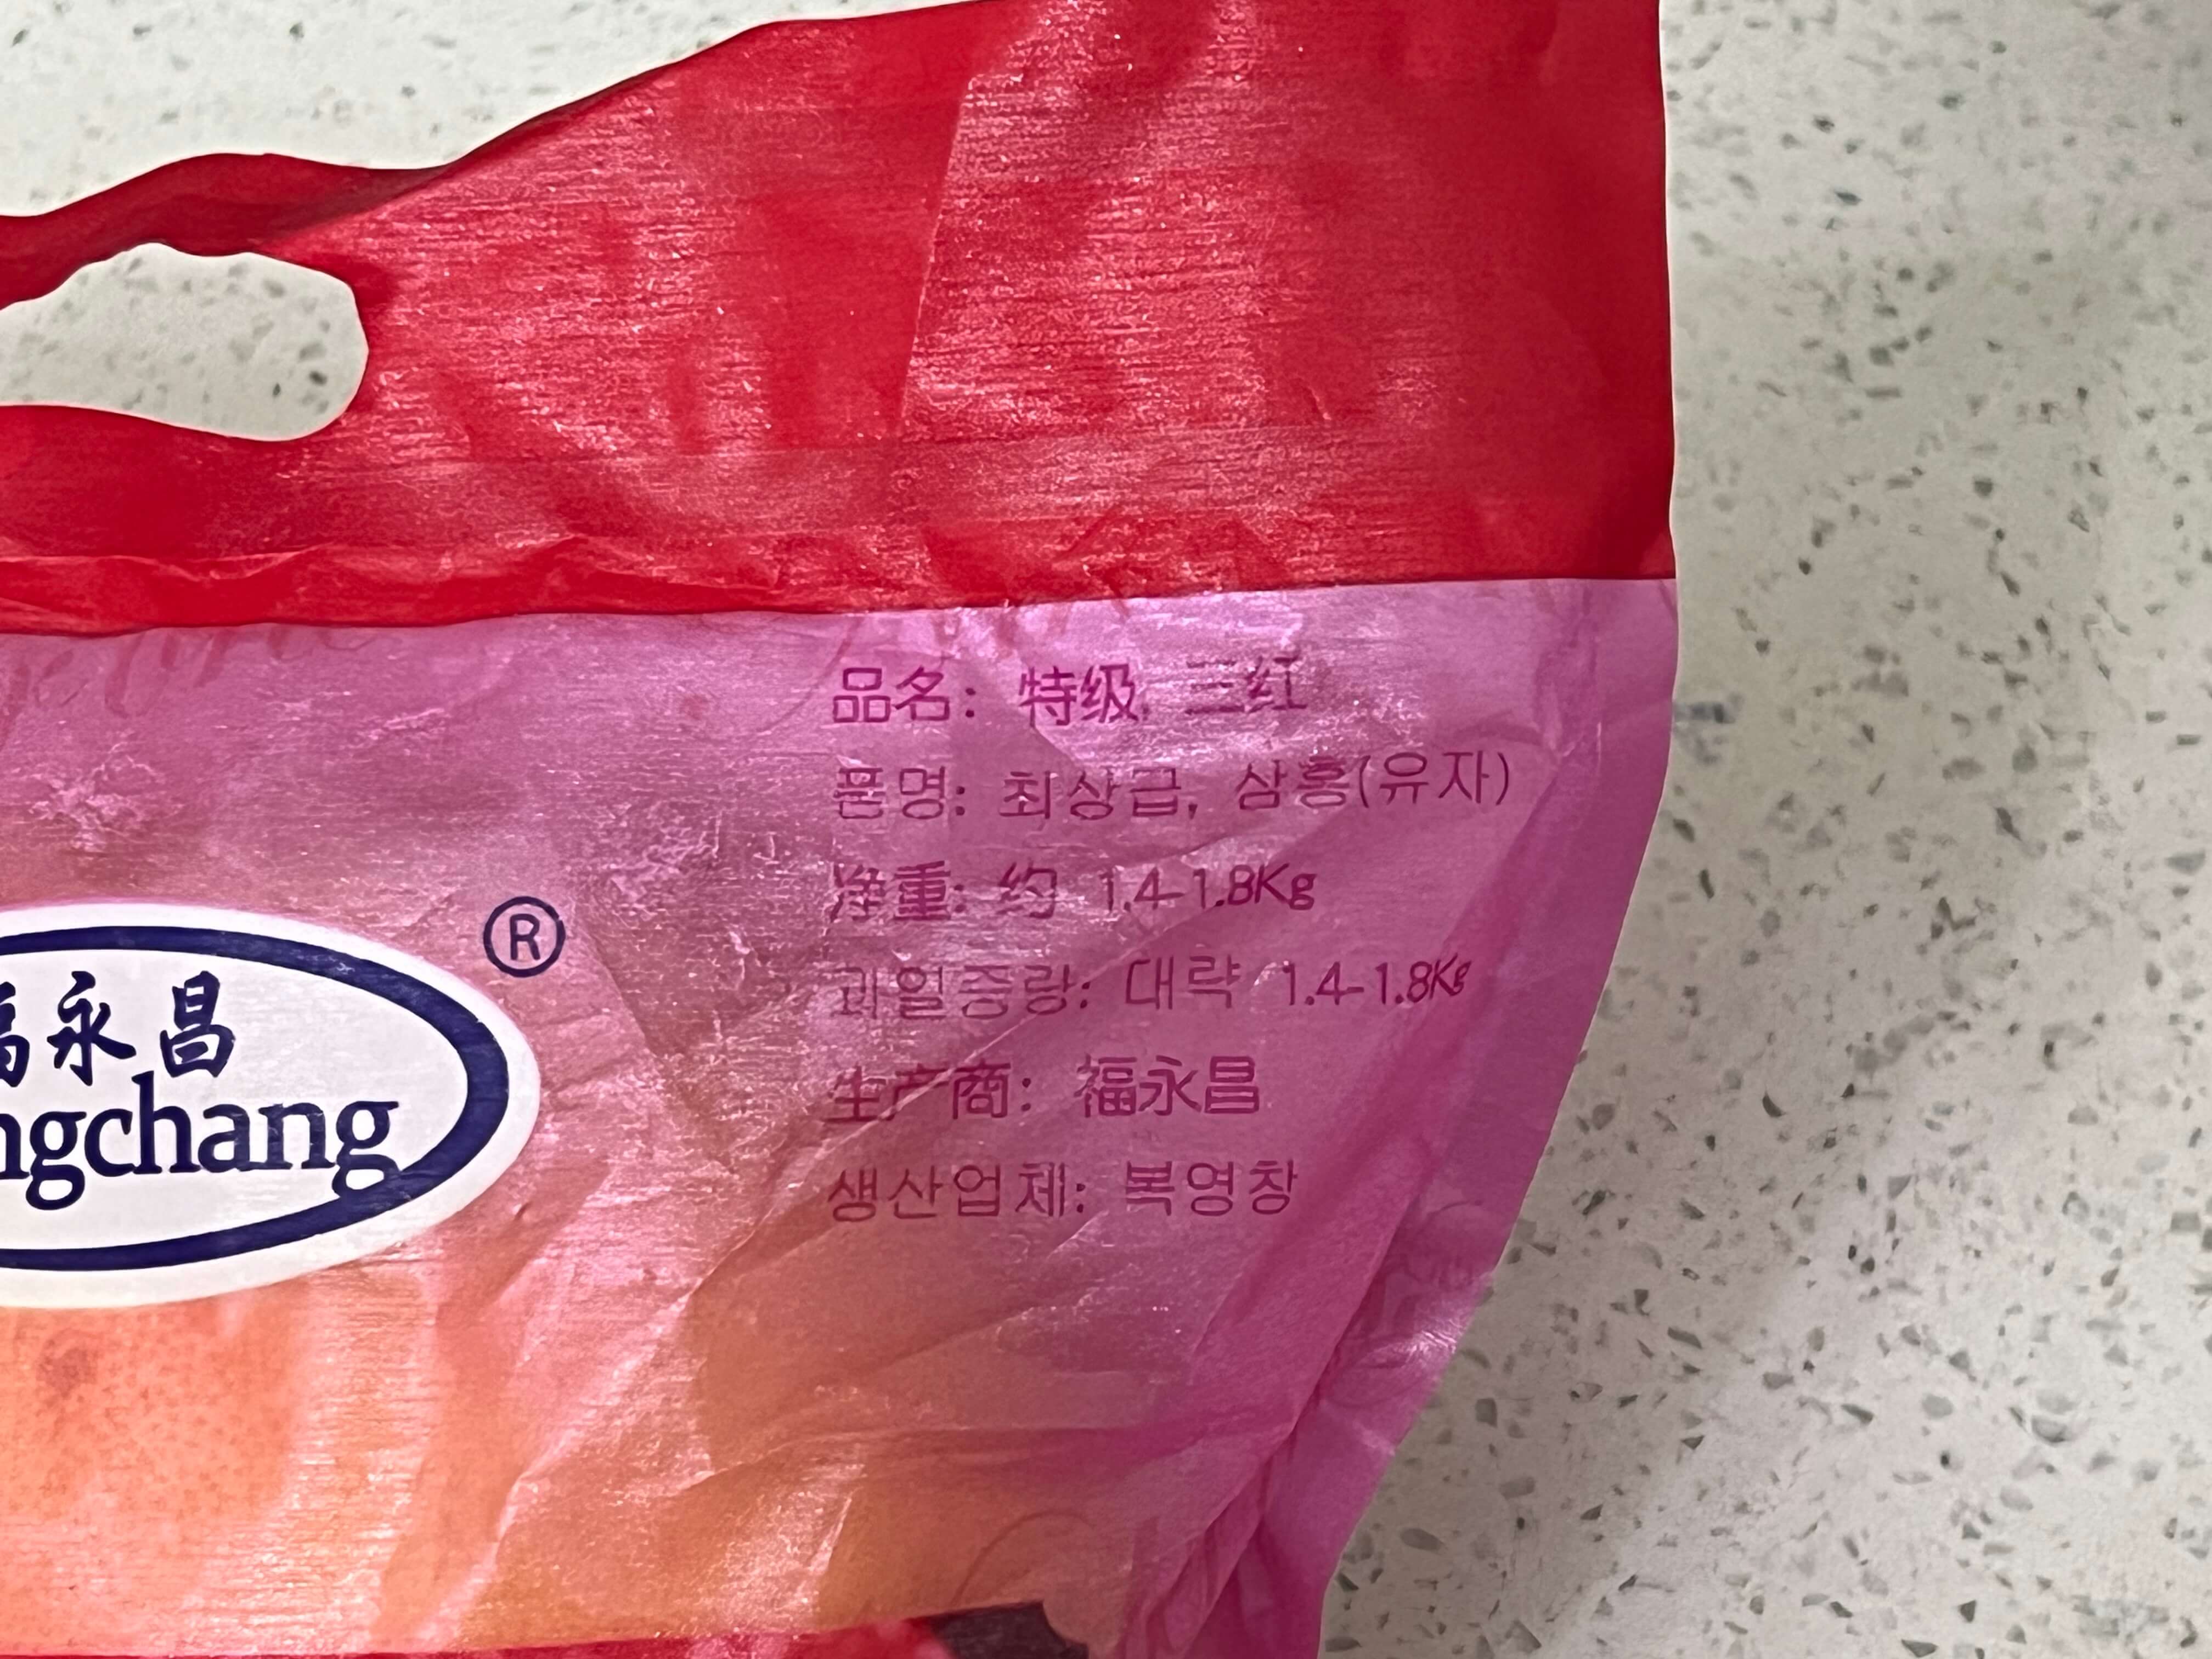 品名: 特级, 三红
품명: 최상급, 삼홍(유자)
净重: 约 1.4-1.8Kg
과일중량: 대략 1.4-1.8Kg
生产商: 福永昌
생산업체: 복영창
®
福永昌
ngchang